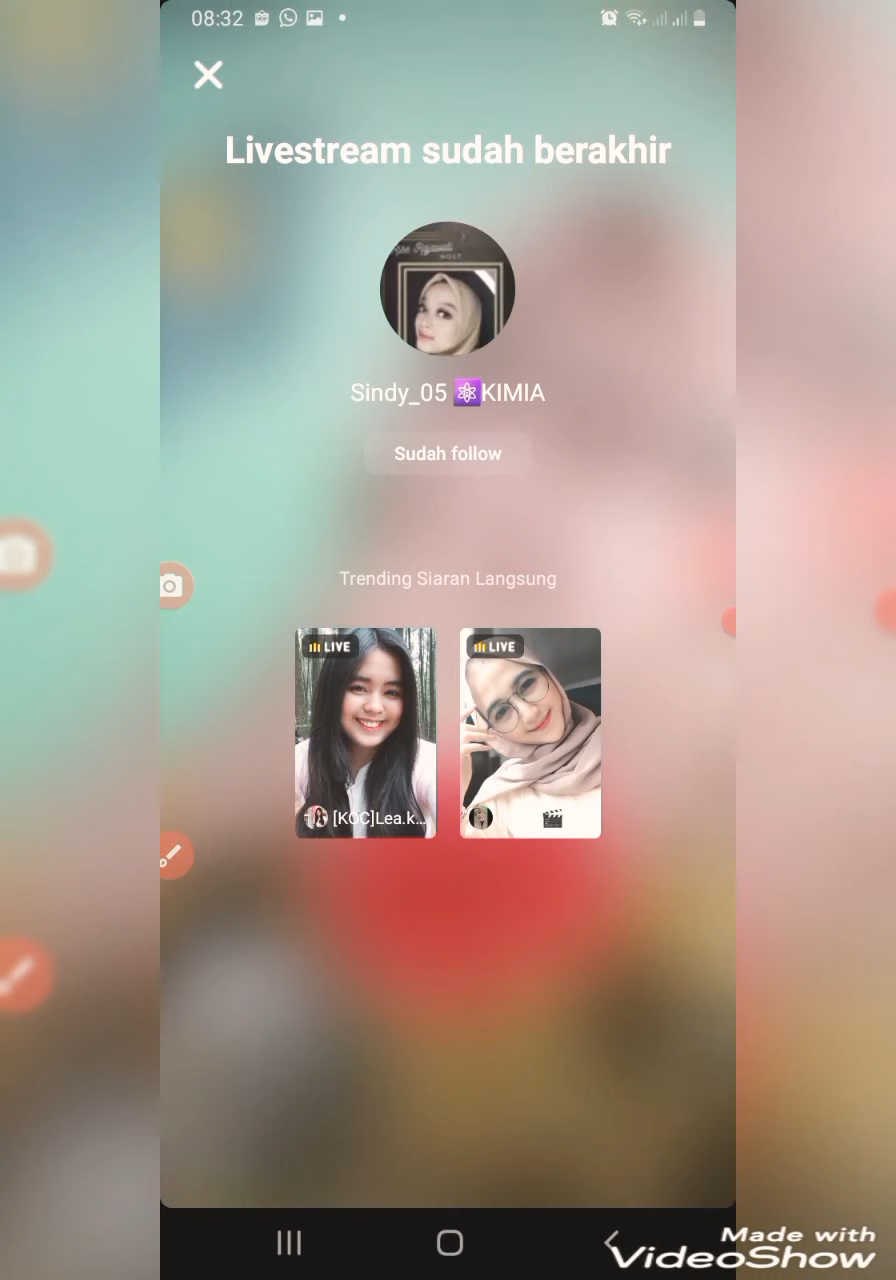 08:32
Livestream sudah berakhir
HOST
Sindy_05 ⚛KIMIA
Sudah follow
Trending Siaran Langsung
LIVE
LIVE
[KOC]Lea.k...
Made with
VideoShow